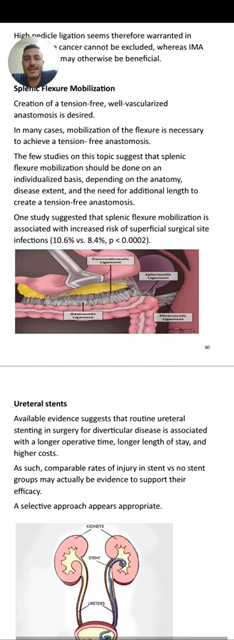 High pedicle ligation seems therefore warranted in
cancer cannot be excluded, whereas IMA
may otherwise be beneficial.
Splenic Flexure Mobilization
Creation of a tension-free, well-vascularized
anastomosis is desired.
In many cases, mobilization of the flexure is necessary
to achieve a tension- free anastomosis.
The few studies on this topic suggest that splenic
flexure mobilization should be done on an
individualized basis, depending on the anatomy,
disease extent, and the need for additional length to
create a tension-free anastomosis.
One study suggested that splenic flexure mobilization is
associated with increased risk of superficial surgical site
infections (10.6% vs. 8.4%, p < 0.0002).
Pancreaticocolic
Ligament
Splenocolic
Ligament
Gastrocolic
Ligament
Phrenocolic
Ligament
60
Ureteral stents
Available evidence suggests that routine ureteral
stenting in surgery for diverticular disease is associated
with a longer operative time, longer length of stay, and
higher costs.
As such, comparable rates of injury in stent vs no stent
groups may actually be evidence to support their
efficacy.
A selective approach appears appropriate.
KIDNEYS
STENT
URETERS